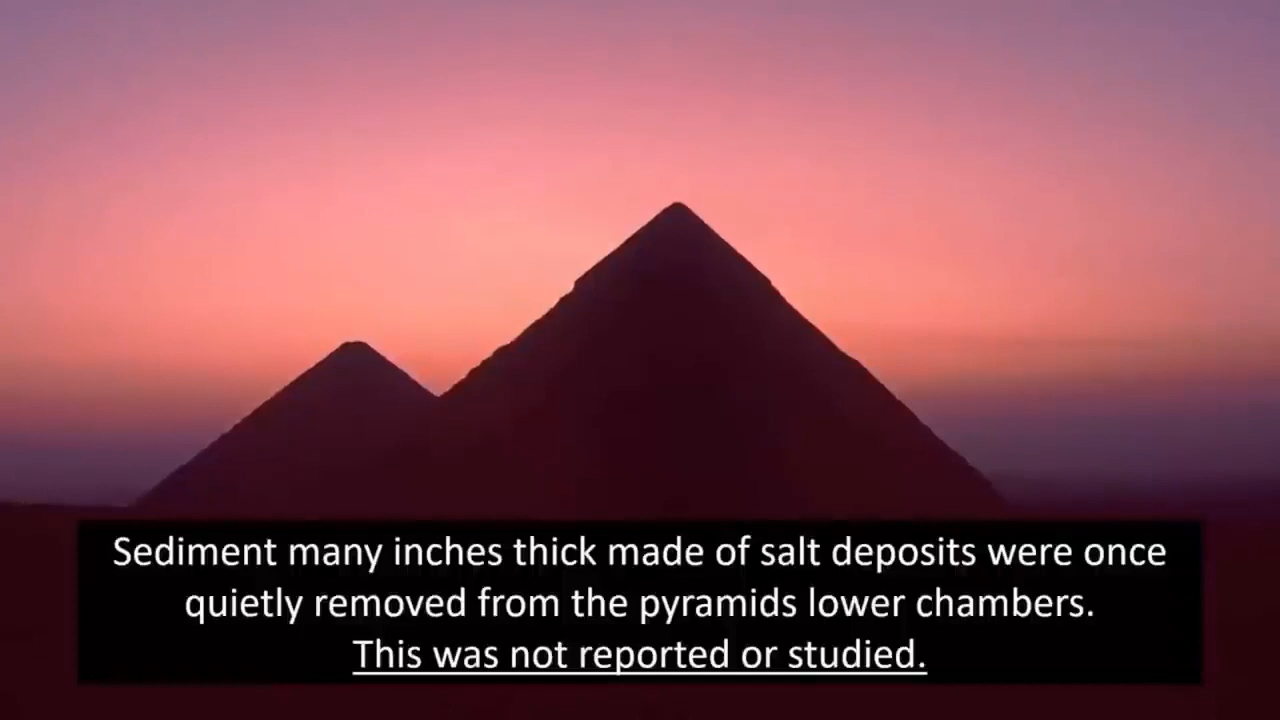 Sediment many inches thick made of salt deposits were once
quietly removed from the pyramids lower chambers.
This was not reported or studied.